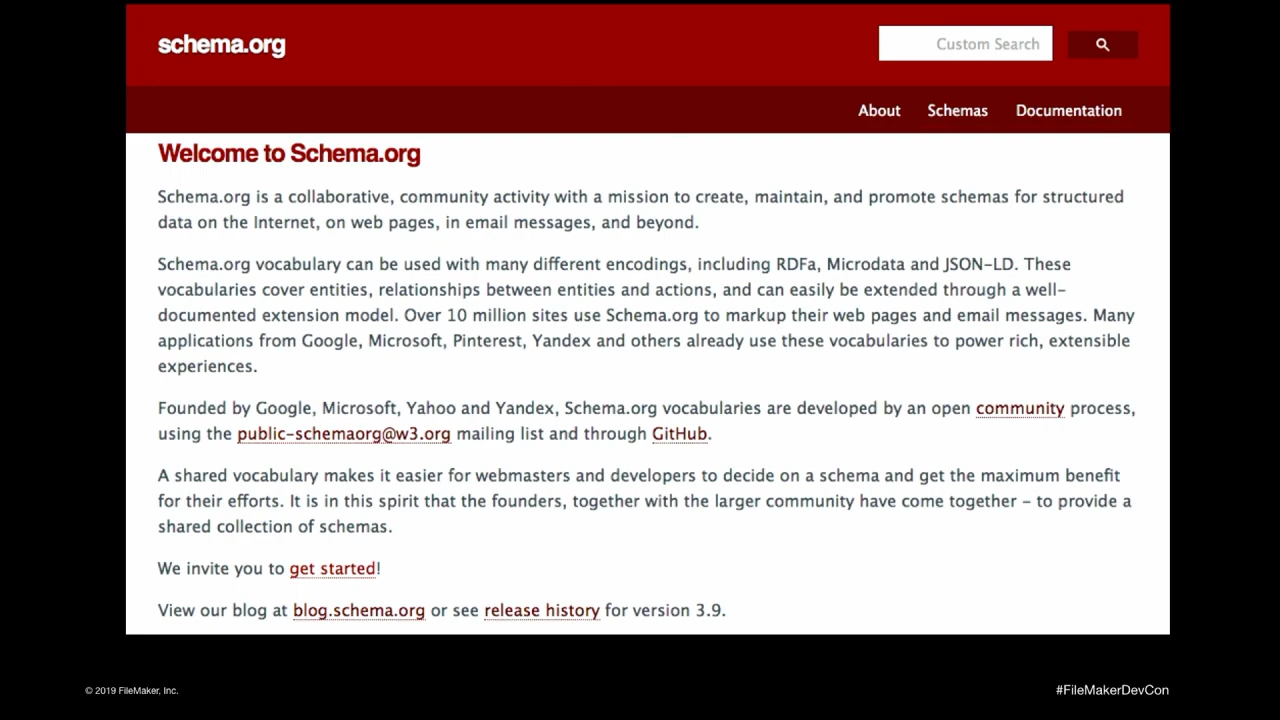 schema.org
Custom Search
About Schemas Documentation
Welcome to Schema.org
Schema.org is a collaborative, community activity with a mission to create, maintain, and promote schemas for structured
data on the Internet, on web pages, in email messages, and beyond.
Schema.org vocabulary can be used with many different encodings, including RDFa, Microdata and JSON-LD. These
vocabularies cover entities, relationships between entities and actions, and can easily be extended through a well-
documented extension model. Over 10 million sites use Schema.org to markup their web pages and email messages. Many
applications from Google, Microsoft, Pinterest, Yandex and others already use these vocabularies to power rich, extensible
experiences.
Founded by Google, Microsoft, Yahoo and Yandex, Schema.org vocabularies are developed by an open community process,
using the public-schemaorg@w3.org mailing list and through GitHub.
A shared vocabulary makes it easier for webmasters and developers to decide on a schema and get the maximum benefit
for their efforts. It is in this spirit that the founders, together with the larger community have come together - to provide a
shared collection of schemas.
We invite you to get started!
View our blog at blog.schema.org or see release history for version 3.9.
© 2019 FileMaker, Inc.
#FileMakerDevCon